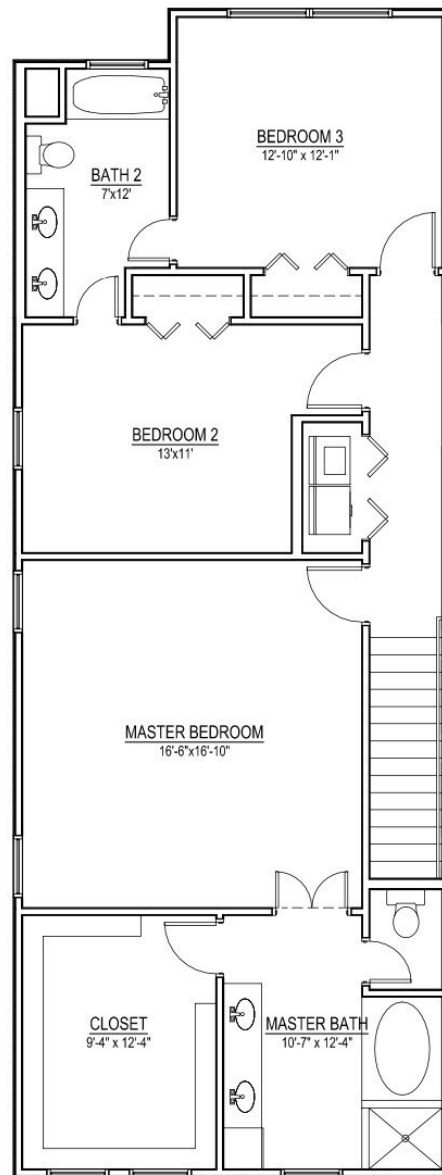 BEDROOM 3
12'-10" x 12'-1"
BATH 2
7'x12'
BEDROOM 2
13'x11'
MASTER BEDROOM
16'-6"x16'-10"
CLOSET
9'-4" x 12'-4"
MASTER BATH
10'-7" x 12'-4"